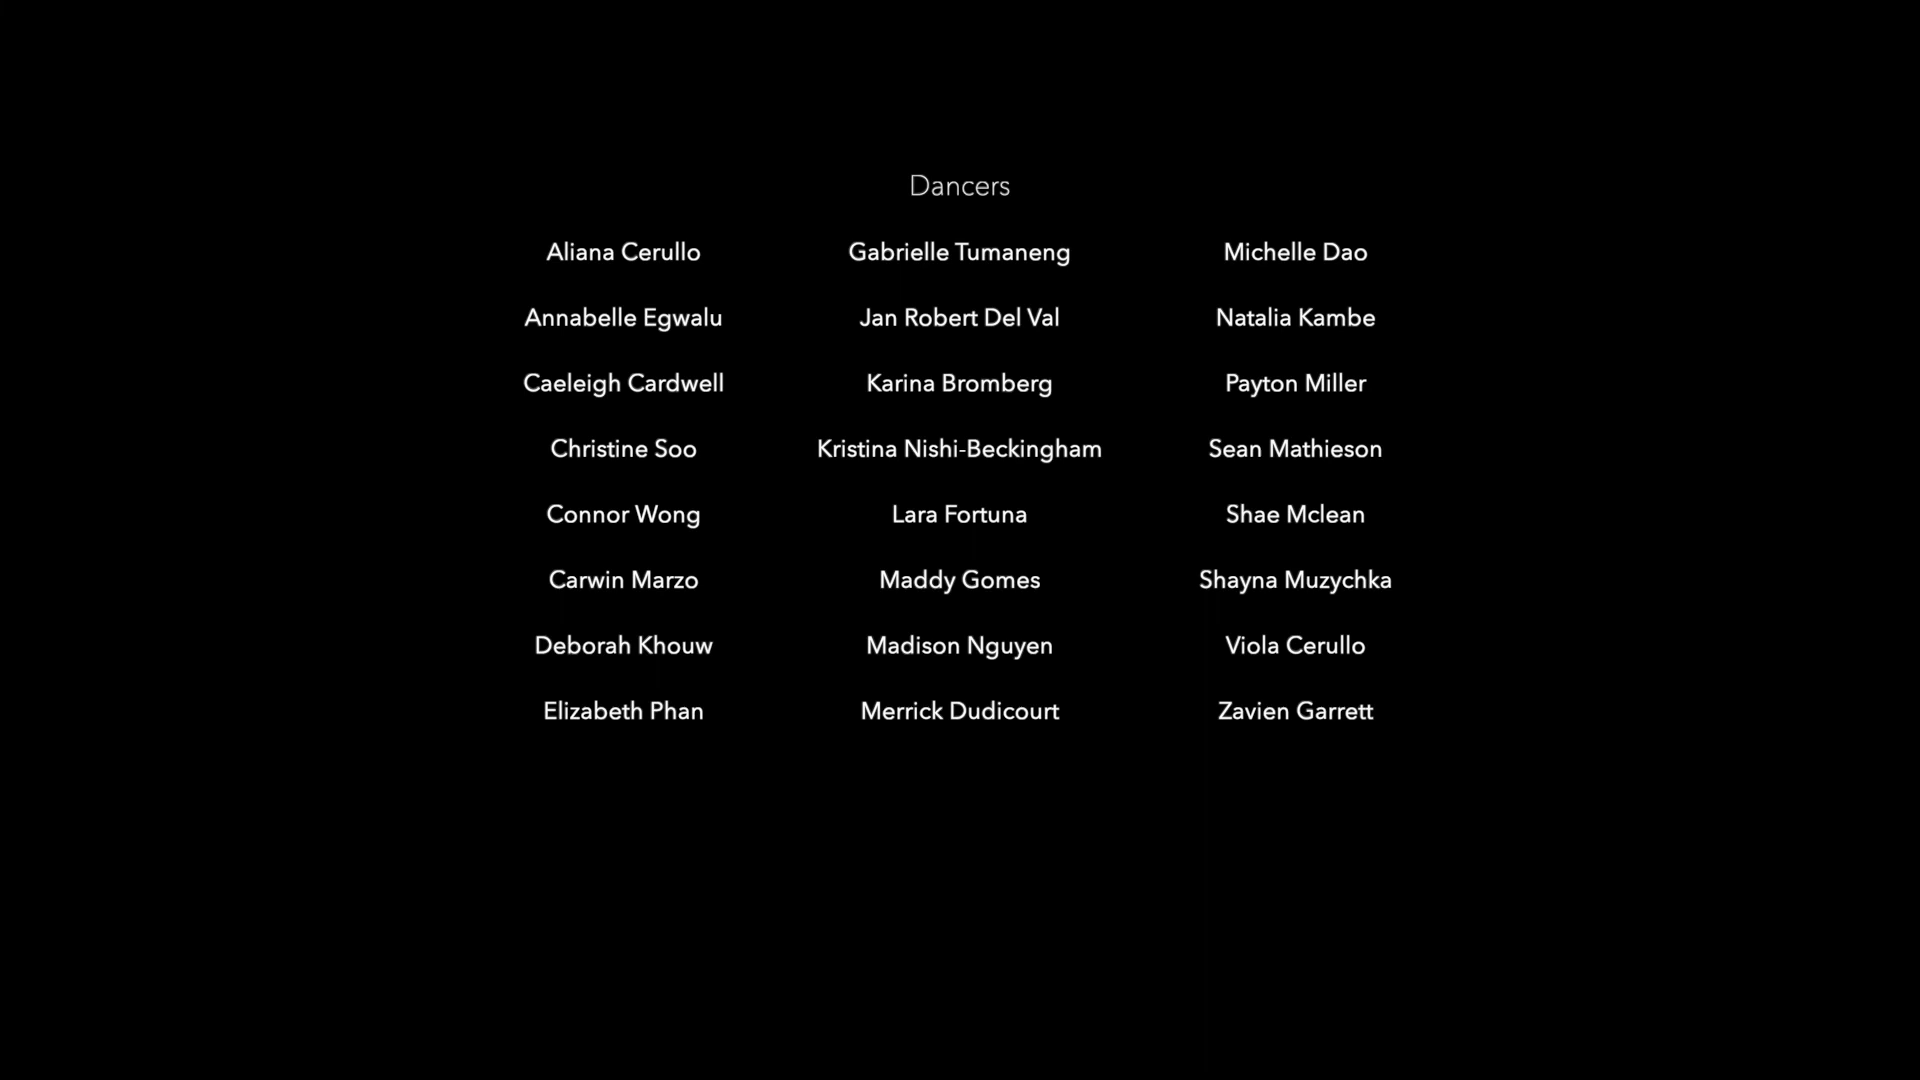 Dancers
Aliana Cerullo Gabrielle Tumaneng Michelle Dao
Annabelle Egwalu Jan Robert Del Val Natalia Kambe
Caeleigh Cardwell Karina Bromberg Payton Miller
Christine Soo Kristina Nishi-Beckingham Sean Mathieson
Connor Wong Lara Fortuna Shae Mclean
Carwin Marzo Maddy Gomes Shayna Muzychka
Deborah Khouw Madison Nguyen Viola Cerullo
Elizabeth Phan Merrick Dudicourt Zavien Garrett